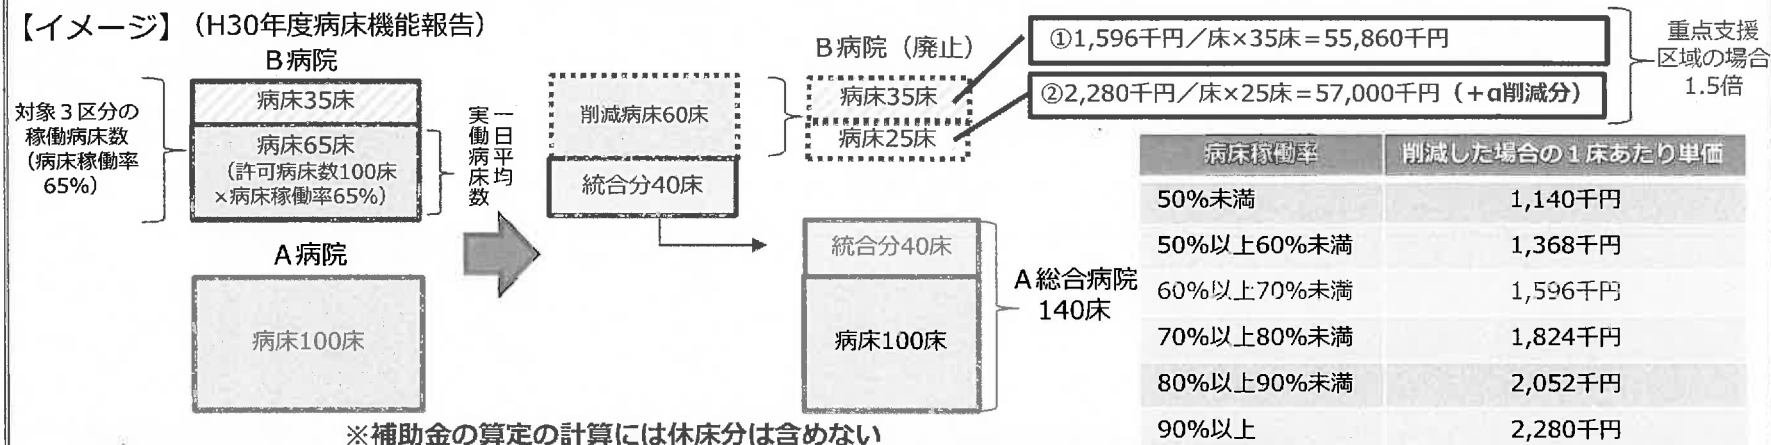 【イメージ】（H30年度病床機能報告）
B病院
対象３区分の
稼働病床数
（病床稼働率
65%）
病床35床
病床65床
（許可病床数100床
×病床稼働率65%）
一日平均
実働病床数
A病院
病床100床
削減病床60床
統合分40床
B病院（廃止）
病床35床
病床25床
①1,596千円／床×35床＝55,860千円
②2,280千円／床×25床＝57,000千円（+α削減分）
重点支援
区域の場合
1.5倍
統合分40床
病床100床
A総合病院
140床
病床稼働率 削減した場合の１床あたり単価
50%未満 1,140千円
50%以上60%未満 1,368千円
60%以上70%未満 1,596千円
70%以上80%未満 1,824千円
80%以上90%未満 2,052千円
90%以上 2,280千円
※補助金の算定の計算には休床分は含めない